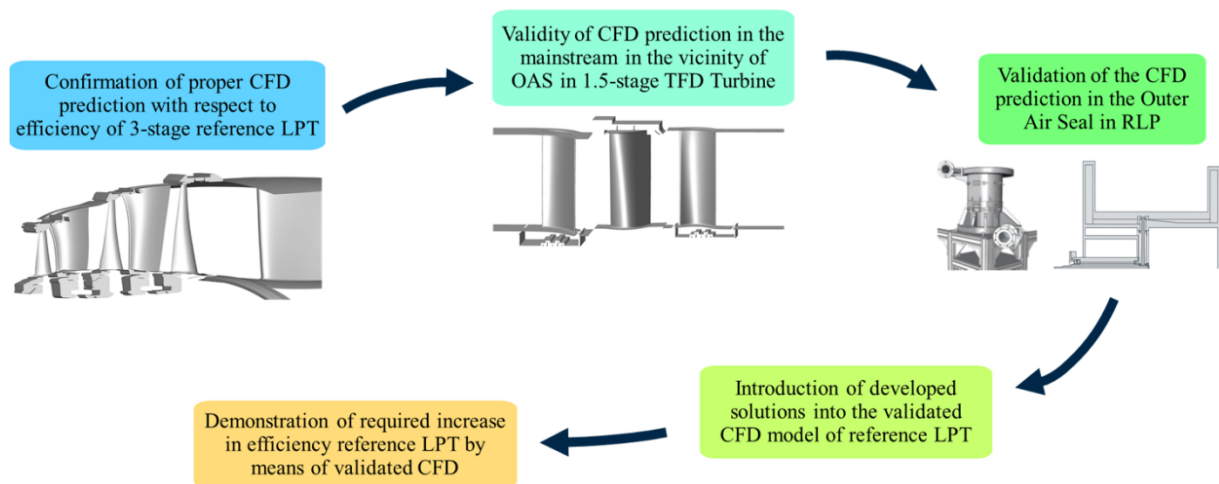 Confirmation of proper CFD
prediction with respect to
efficiency of 3-stage reference LPT
Validity of CFD prediction in the
mainstream in the vicinity of
OAS in 1.5-stage TFD Turbine
Validation of the CFD
prediction in the Outer
Air Seal in RLP
Introduction of developed
solutions into the validated
CFD model of reference LPT
Demonstration of required increase
in efficiency reference LPT by
means of validated CFD